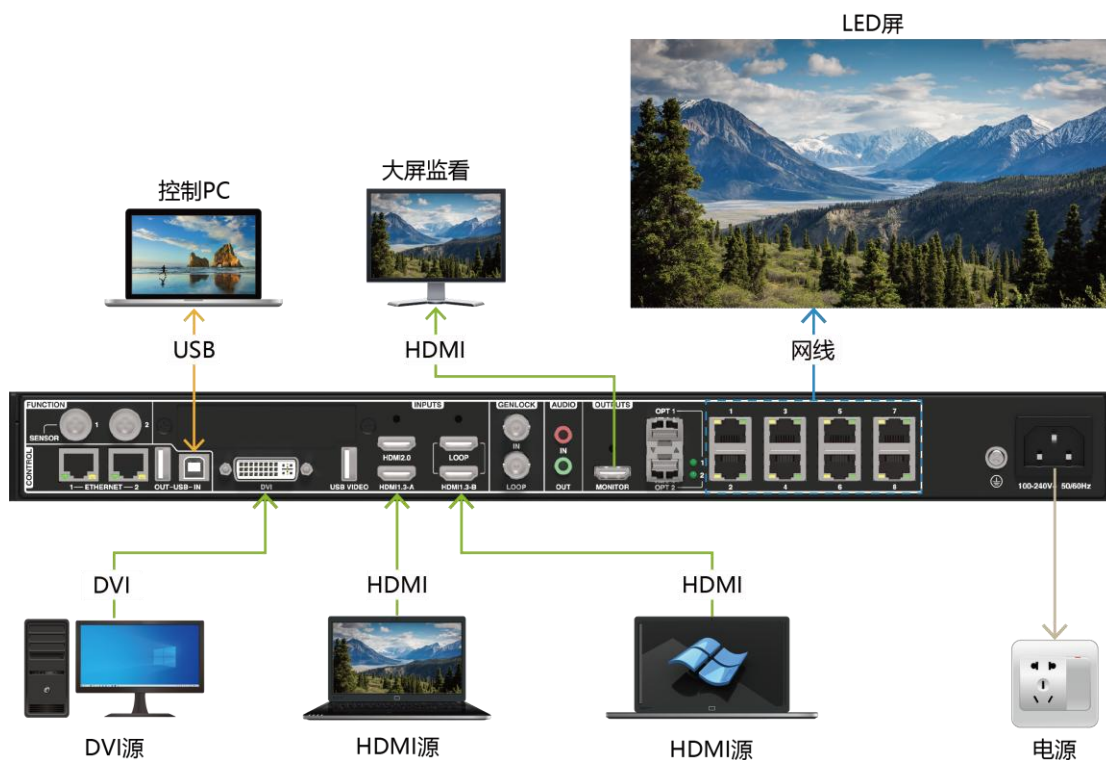 LED屏
大屏监看
控制PC
USB
HDMI
网线
FUNCTION
SENSOR
1
2
INPUTS
GENLOCK
AUDIO
OUTPUTS
OPT 1
1
3
5
7
IN
IN
HDMI2.0
LOOP
1
2
CONTROL
1 — ETHERNET — 2
OUT-USB-IN
DVI
USB VIDEO
HDMI1.3-A
HDMI1.3-B
LOOP
OUT
MONITOR
OPT 2
2
4
6
8
100-240V~ 50/60Hz
DVI
HDMI
HDMI
DVI源
HDMI源
HDMI源
电源